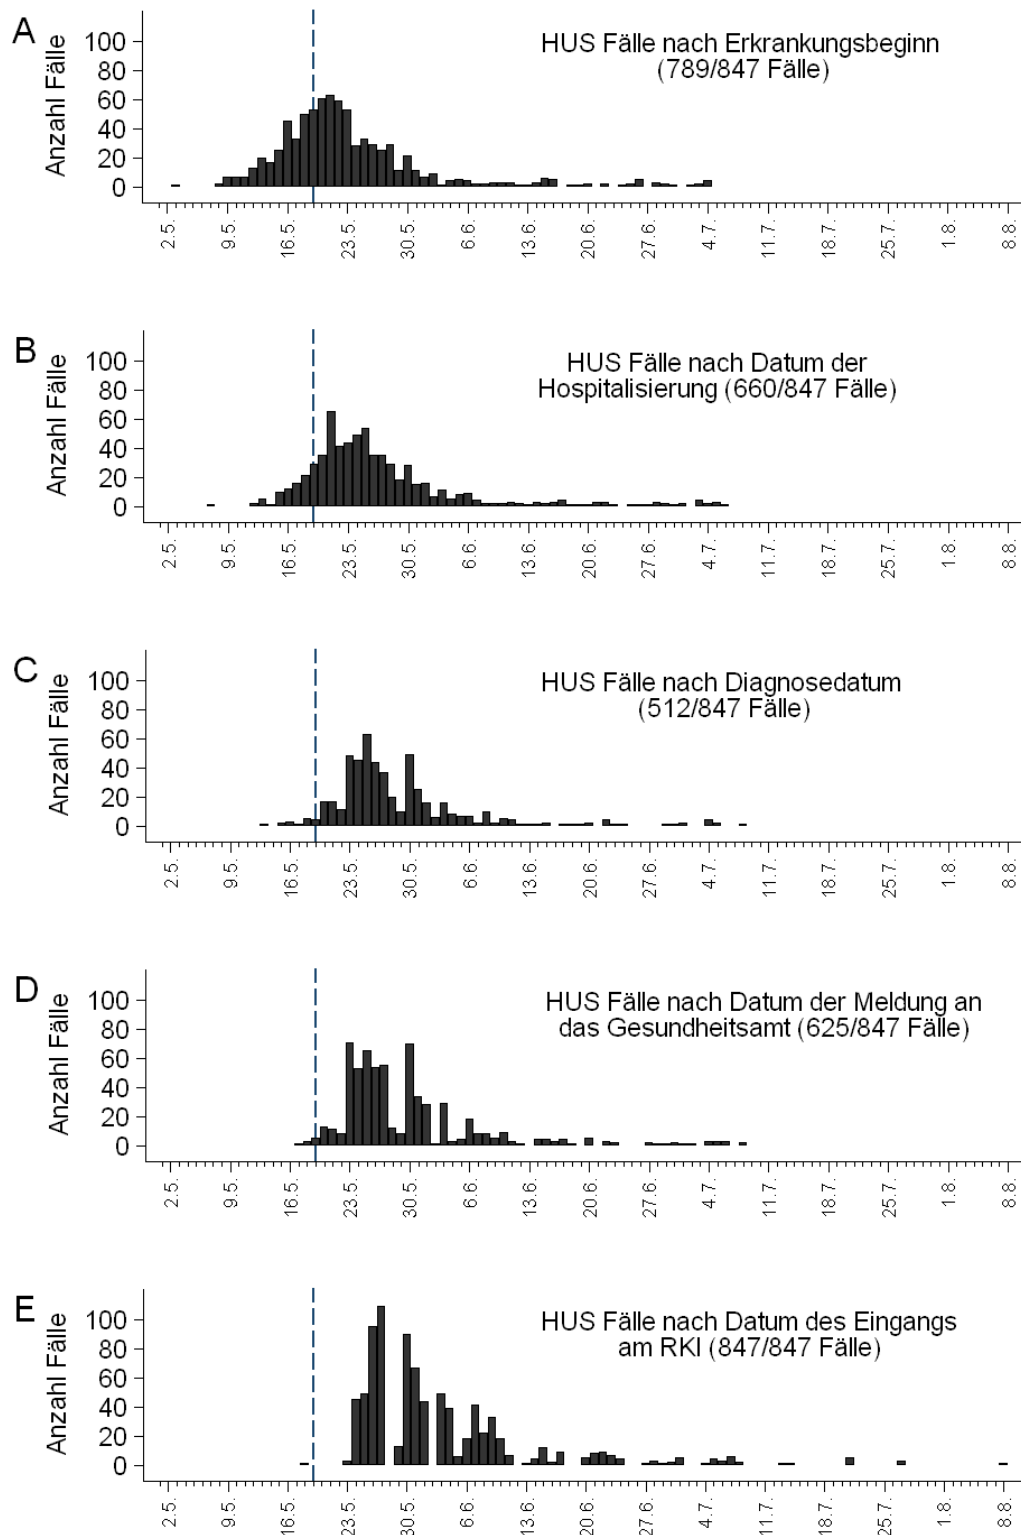 A
Anzahl Fälle
HUS Fälle nach Erkrankungsbeginn
(789/847 Fälle)
100
80
60
40
20
0
2.5. 9.5. 16.5. 23.5. 30.5. 6.6. 13.6. 20.6. 27.6. 4.7. 11.7. 18.7. 25.7. 1.8. 8.8.
B
Anzahl Fälle
HUS Fälle nach Datum der
Hospitalisierung (660/847 Fälle)
100
80
60
40
20
0
2.5. 9.5. 16.5. 23.5. 30.5. 6.6. 13.6. 20.6. 27.6. 4.7. 11.7. 18.7. 25.7. 1.8. 8.8.
C
Anzahl Fälle
HUS Fälle nach Diagnosedatum
(512/847 Fälle)
100
80
60
40
20
0
2.5. 9.5. 16.5. 23.5. 30.5. 6.6. 13.6. 20.6. 27.6. 4.7. 11.7. 18.7. 25.7. 1.8. 8.8.
D
Anzahl Fälle
HUS Fälle nach Datum der Meldung an
das Gesundheitsamt (625/847 Fälle)
100
80
60
40
20
0
2.5. 9.5. 16.5. 23.5. 30.5. 6.6. 13.6. 20.6. 27.6. 4.7. 11.7. 18.7. 25.7. 1.8. 8.8.
E
Anzahl Fälle
HUS Fälle nach Datum des Eingangs
am RKI (847/847 Fälle)
100
80
60
40
20
0
2.5. 9.5. 16.5. 23.5. 30.5. 6.6. 13.6. 20.6. 27.6. 4.7. 11.7. 18.7. 25.7. 1.8. 8.8.